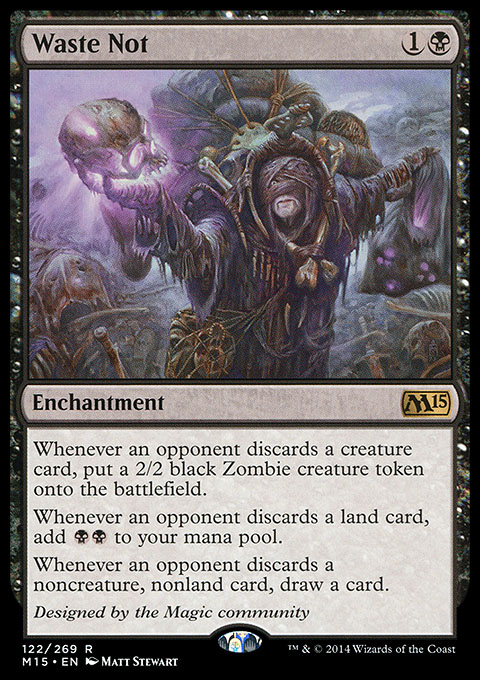 Waste Not 1
Enchantment M15
Whenever an opponent discards a creature
card, put a 2/2 black Zombie creature token
onto the battlefield.
Whenever an opponent discards a land card,
add to your mana pool.
Whenever an opponent discards a
noncreature, nonland card, draw a card.
Designed by the Magic community
122/269 R
M15 • EN Matt Stewart
™ & © 2014 Wizards of the Coast